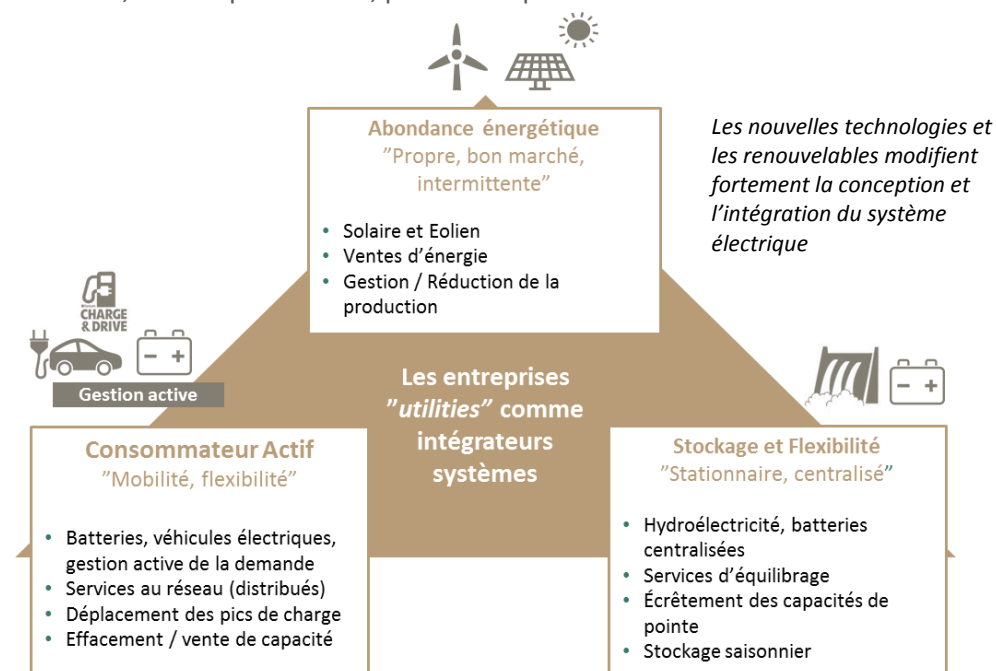 Abondance énergétique
”Propre, bon marché,
intermittente”
• Solaire et Eolien
• Ventes d’énergie
• Gestion / Réduction de la
production
Les nouvelles technologies et
les renouvelables modifient
fortement la conception et
l’intégration du système
électrique
CHARGE
& DRIVE
Gestion active
Les entreprises
”utilities” comme
intégrateurs
systèmes
Consommateur Actif
”Mobilité, flexibilité”
• Batteries, véhicules électriques,
gestion active de la demande
• Services au réseau (distribués)
• Déplacement des pics de charge
• Effacement / vente de capacité
Stockage et Flexibilité
”Stationnaire, centralisé”
• Hydroélectricité, batteries
centralisées
• Services d’équilibrage
• Écrêtement des capacités de
pointe
• Stockage saisonnier